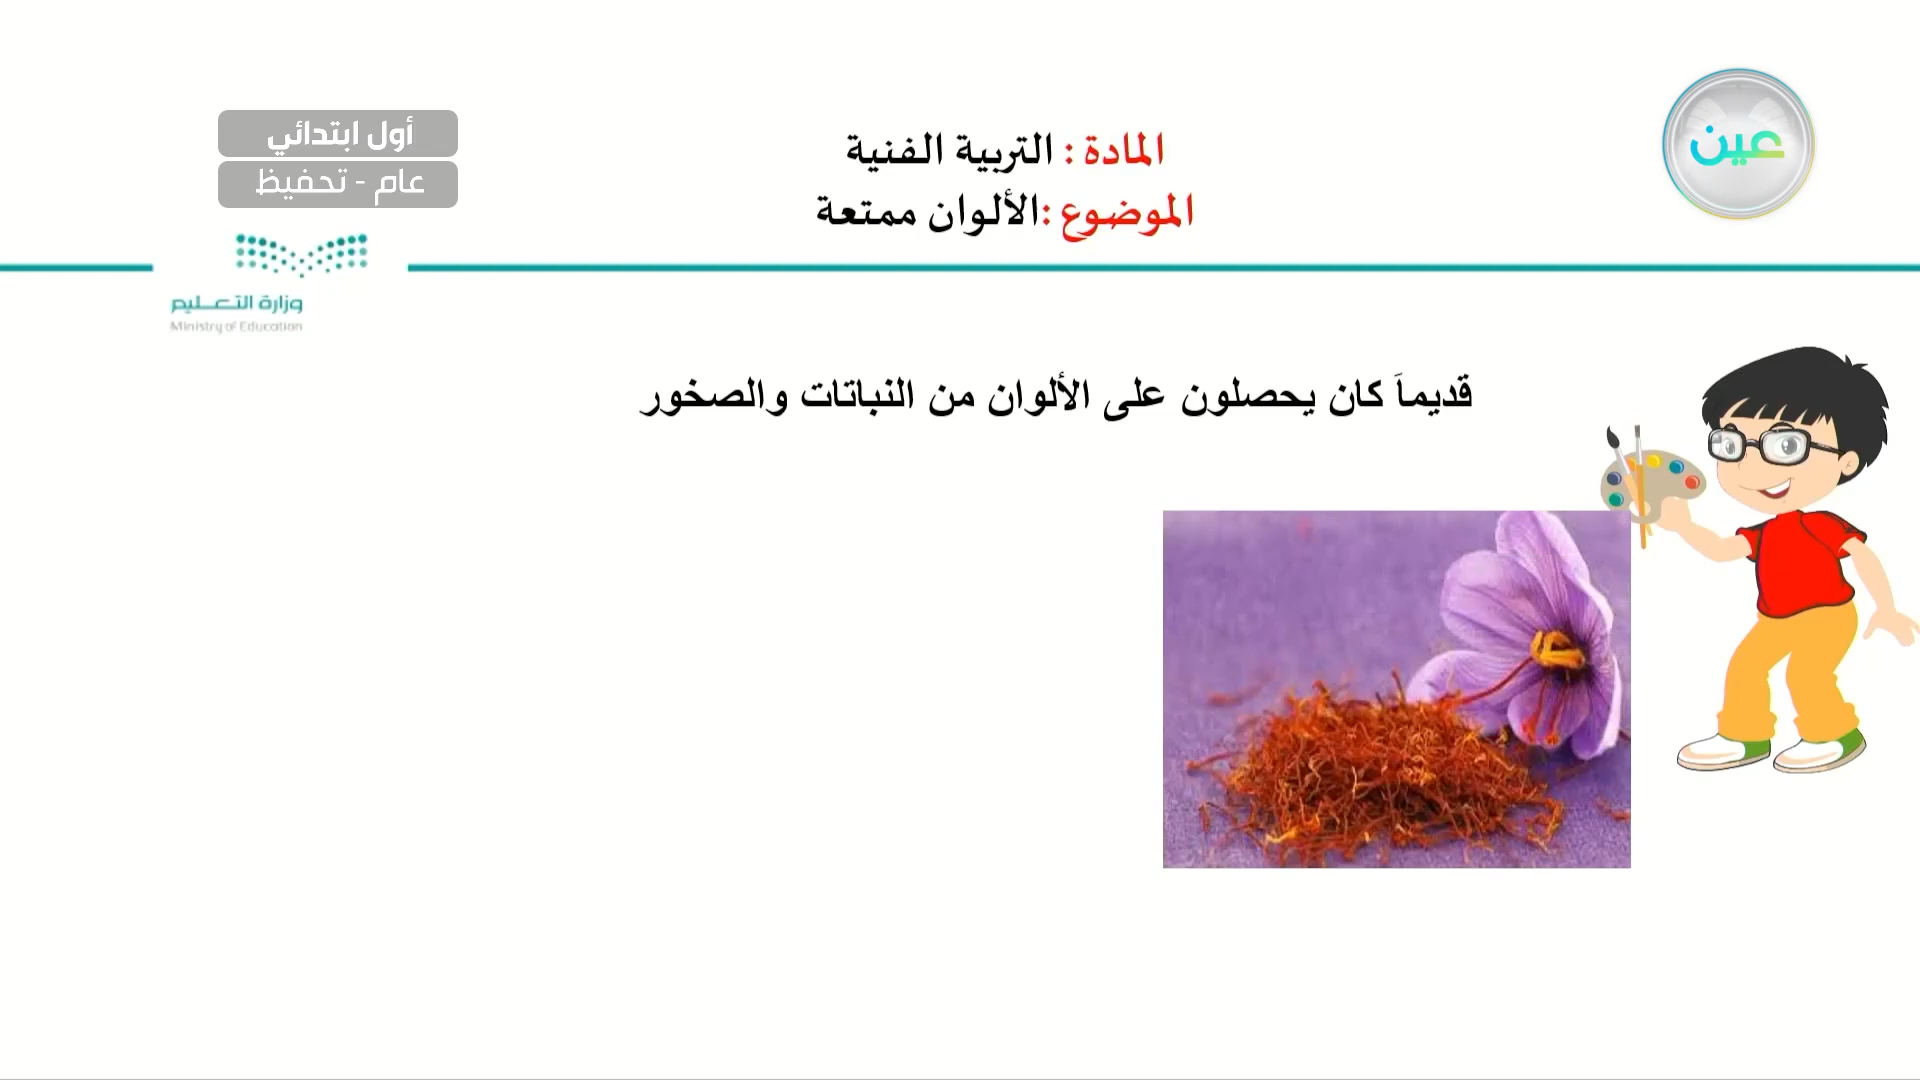 المادة : التربية الفنية
الموضوع :الألوان ممتعة
عين
أول ابتدائي
عام - تحفيظ
وزارة التعليم
Ministry of Education
قديماَ كان يحصلون على الألوان من النباتات والصخور